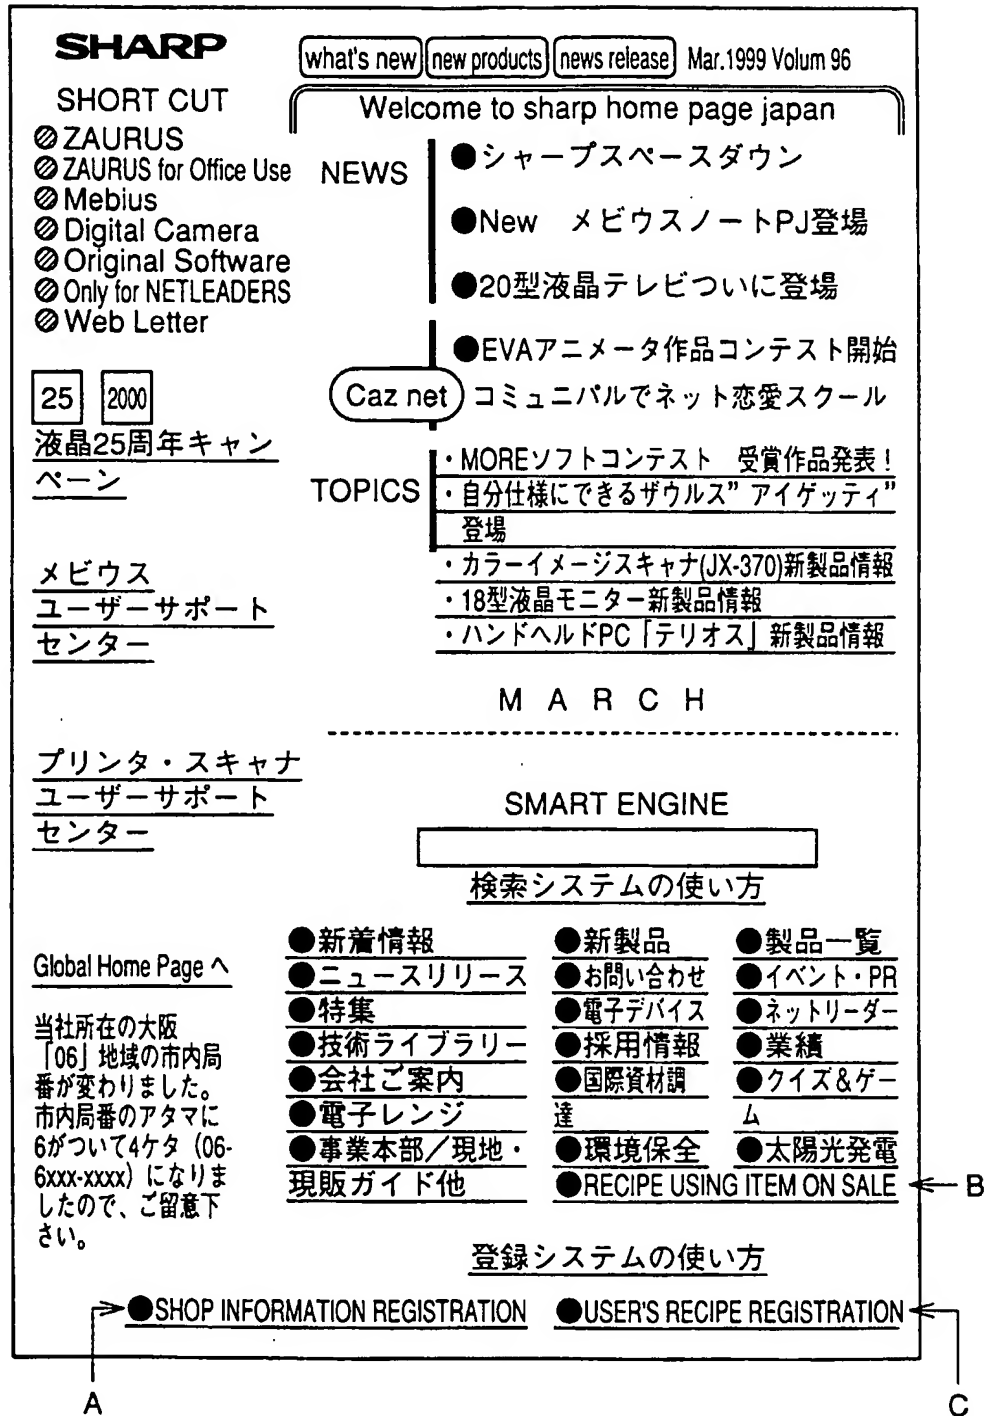 SHARP
what's new new products news release Mar.1999 Volum 96
Welcome to sharp home page japan
SHORT CUT
ZAURUS
ZAURUS for Office Use
Mebius
Digital Camera
Original Software
Only for NETLEADERS
Web Letter
25 2000
液晶25周年キャン
ペーン
メビウス
ユーザーサポート
センター
プリンタ・スキャナ
ユーザーサポート
センター
Global Home Page へ
当社所在の大阪
「06」地域の市内局
番が変わりました。
市内局番のアタマに
6がついて4ケタ（06-
6xxx-xxxx）になりま
したので、ご留意下
さい。
NEWS
●シャープスペースダウン
●New メビウスノートPJ登場
●20型液晶テレビついに登場
●EVAアニメータ作品コンテスト開始
Caz net コミュニパルでネット恋愛スクール
TOPICS
・MOREソフトコンテスト 受賞作品発表！
・自分仕様にできるザウルス” アイゲッティ”
登場
・カラーイメージスキャナ(JX-370)新製品情報
・18型液晶モニター新製品情報
・ハンドヘルドPC「テリオス」新製品情報
M A R C H
SMART ENGINE
検索システムの使い方
●新着情報 ●新製品 ●製品一覧
●ニュースリリース ●お問い合わせ ●イベント・PR
●特集 ●電子デバイス ●ネットリーダー
●技術ライブラリー ●採用情報 ●業績
●会社ご案内 ●国際資材調 ●クイズ&ゲー
●電子レンジ 達 ム
●事業本部／現地・ ●環境保全 ●太陽光発電
現販ガイド他 ●RECIPE USING ITEM ON SALE B
登録システムの使い方
●SHOP INFORMATION REGISTRATION ●USER'S RECIPE REGISTRATION
A C